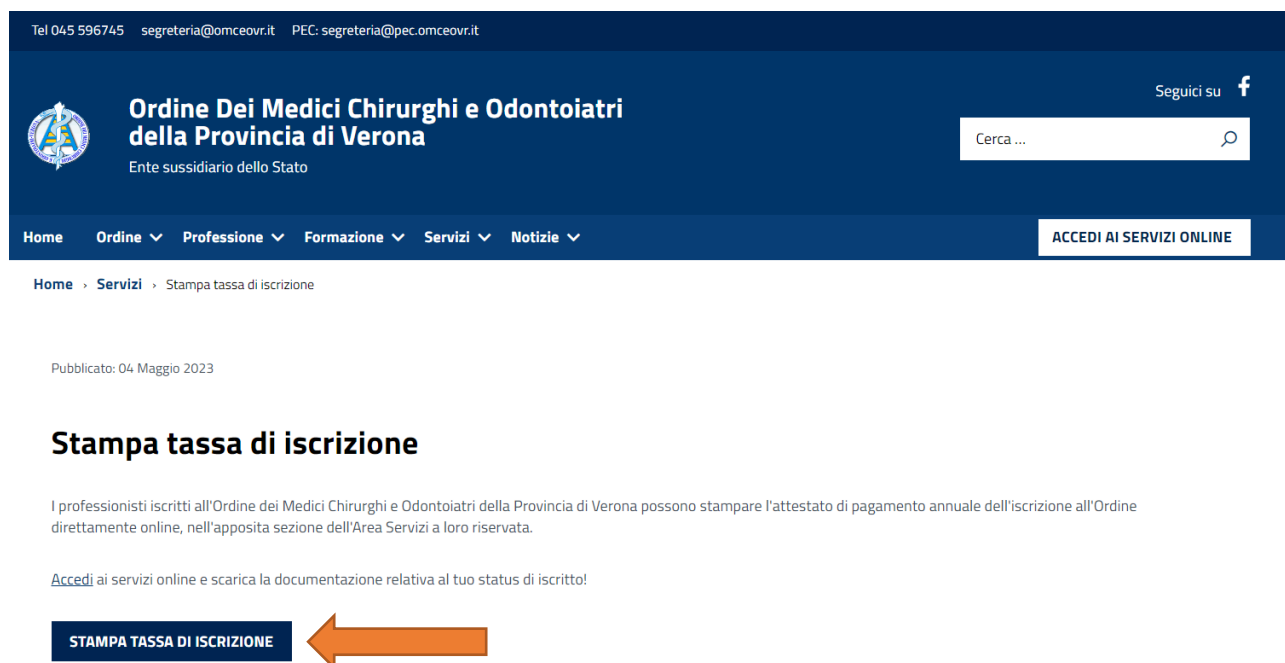 Tel 045 596745 segreteria@omceovr.it PEC: segreteria@pec.omceovr.it
Seguici su
Ordine Dei Medici Chirurghi e Odontoiatri
della Provincia di Verona
Ente sussidiario dello Stato
Cerca ...
Home Ordine Professione Formazione Servizi Notizie ACCEDI AI SERVIZI ONLINE
Home › Servizi › Stampa tassa di iscrizione
Pubblicato: 04 Maggio 2023
Stampa tassa di iscrizione
I professionisti iscritti all'Ordine dei Medici Chirurghi e Odontoiatri della Provincia di Verona possono stampare l'attestato di pagamento annuale dell'iscrizione all'Ordine
direttamente online, nell'apposita sezione dell'Area Servizi a loro riservata.
Accedi ai servizi online e scarica la documentazione relativa al tuo status di iscritto!
STAMPA TASSA DI ISCRIZIONE